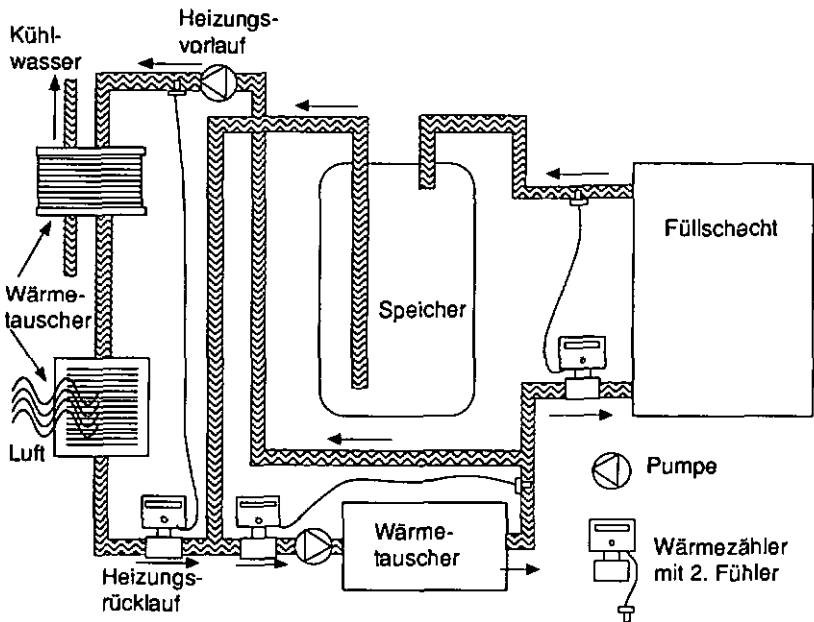 Heizungs-
vorlauf
Kühl-
wasser
Füllschacht
Speicher
Wärme-
tauscher
Luft
Pumpe
Wärme-
tauscher
Wärmezähler
mit 2. Fühler
Heizungs-
rücklauf